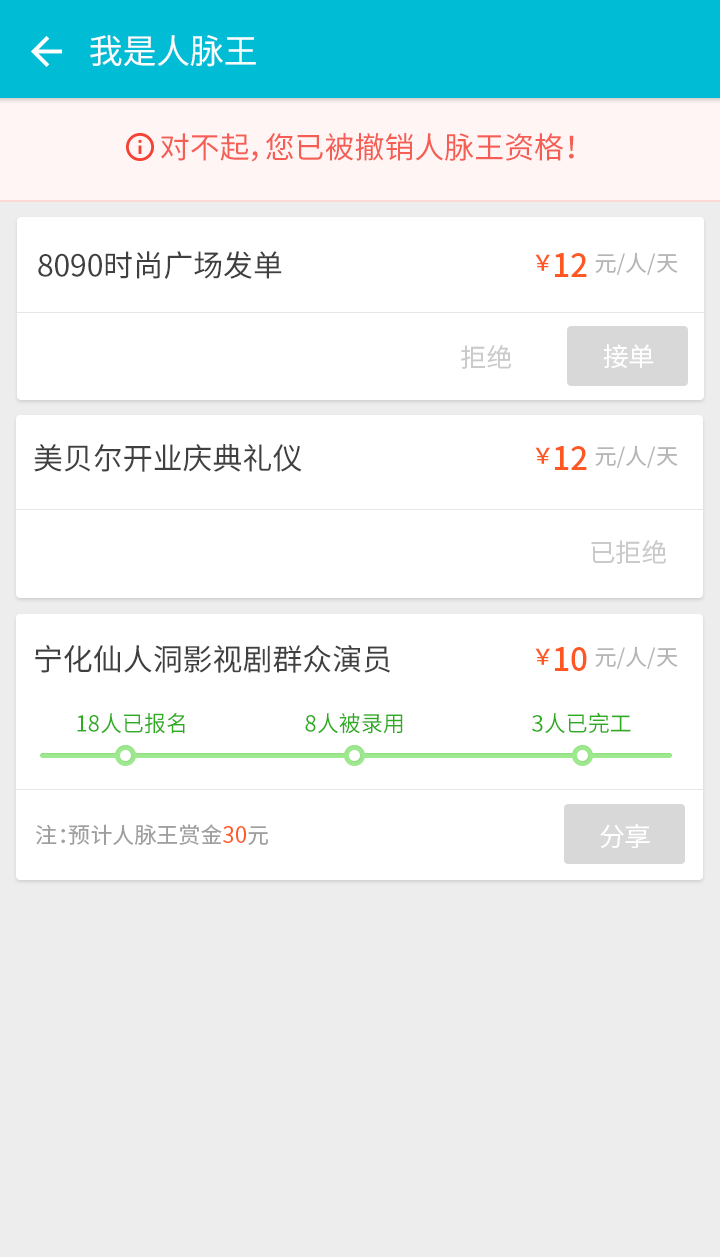 我是人脉王
对不起，您已被撤销人脉王资格！
8090时尚广场发单 ¥12 元/人/天
拒绝 接单
美贝尔开业庆典礼仪 ¥12 元/人/天
已拒绝
宁化仙人洞影视剧群众演员 ¥10 元/人/天
18人已报名 8人被录用 3人已完工
注：预计人脉王赏金30元 分享